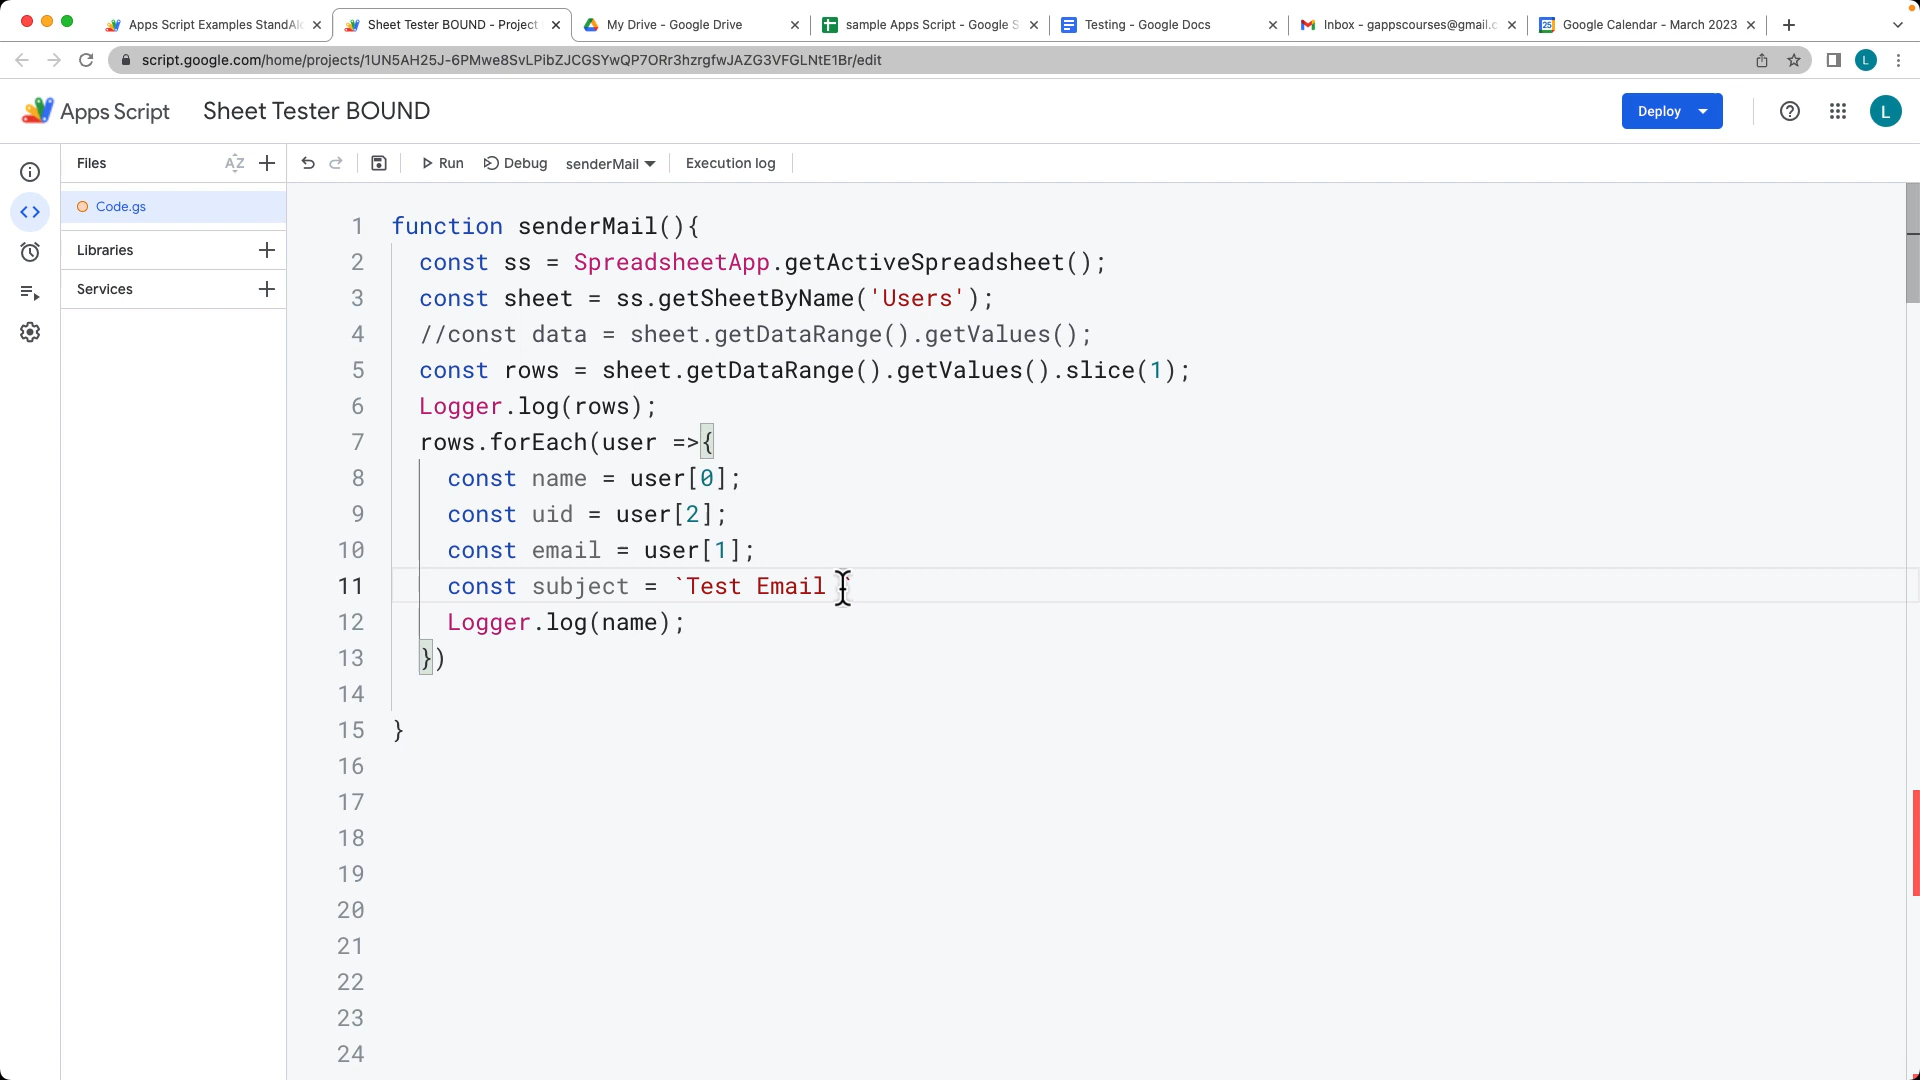 Apps Script Examples StandAl
Sheet Tester BOUND - Project
My Drive - Google Drive
sample Apps Script - Google S
Testing - Google Docs
Inbox - gappscourses@gmail.c
Google Calendar - March 2023
script.google.com/home/projects/1UN5AH25J-6PMwe8SvLPibZJCGSYwQP7ORr3hzrgfwJAZG3VFGLNtE1Br/edit
L
Apps Script
Sheet Tester BOUND
Deploy
L
Files
AZ
Run
Debug
senderMail
Execution log
Code.gs
Libraries
Services
1 function senderMail(){
2 const ss = SpreadsheetApp.getActiveSpreadsheet();
3 const sheet = ss.getSheetByName('Users');
4 //const data = sheet.getDataRange().getValues();
5 const rows = sheet.getDataRange().getValues().slice(1);
6 Logger.log(rows);
7 rows.forEach(user =>{
8 const name = user[0];
9 const uid = user[2];
10 const email = user[1];
11 const subject = `Test Email `
12 Logger.log(name);
13 })
14
15 }
16
17
18
19
20
21
22
23
24